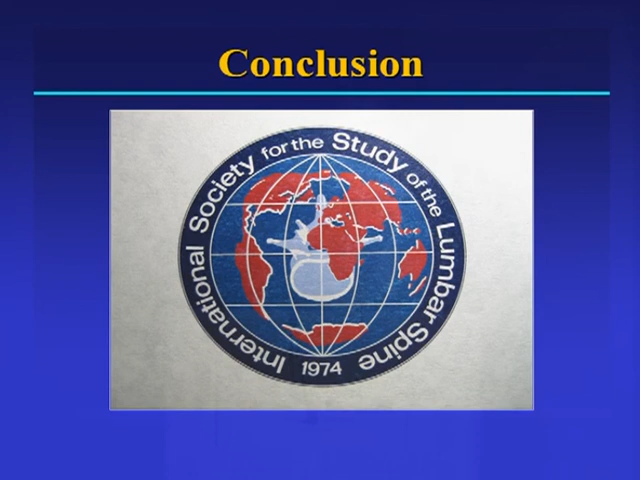 Conclusion
International Society for the Study of the Lumbar Spine
1974